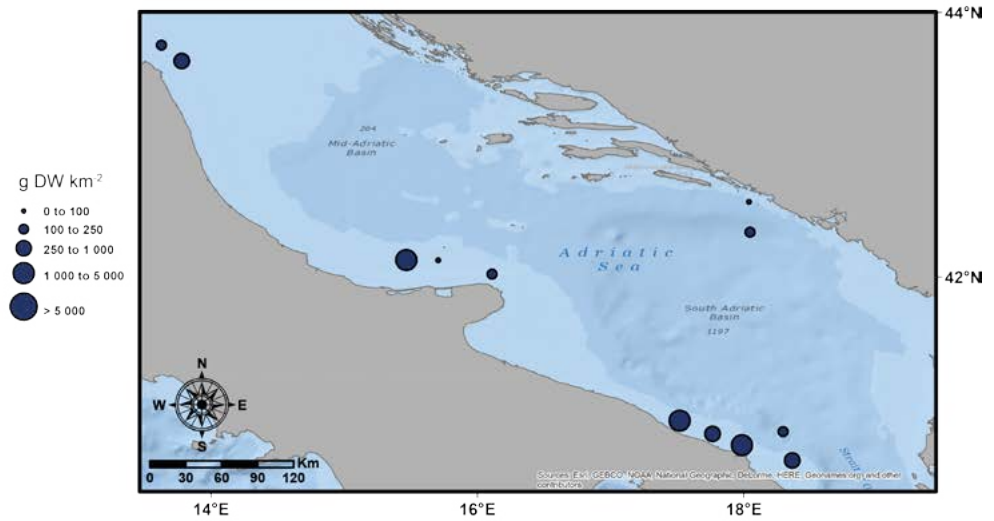 44°N
204
Mid-Adriatic
Basin
g DW km⁻²
0 to 100
100 to 250
250 to 1 000
1 000 to 5 000
> 5 000
Adriatic
Sea
42°N
South Adriatic
Basin
1197
N
W E
S
Km
0 30 60 90 120
Strait
Sources: Esri, GEBCO, NOAA, National Geographic, DeLorme, HERE, Geonames.org, and other
contributors
14°E 16°E 18°E